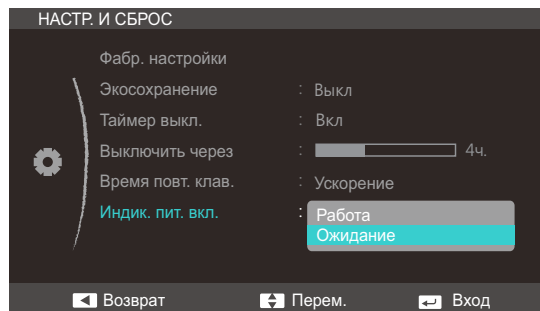 НАСТР. И СБРОС
Фабр. настройки
Экосохранение : Выкл
Таймер выкл. : Вкл
Выключить через : 4ч.
Время повт. клав. : Ускорение
Индик. пит. вкл. : Работа
Ожидание
Возврат Перем. Вход